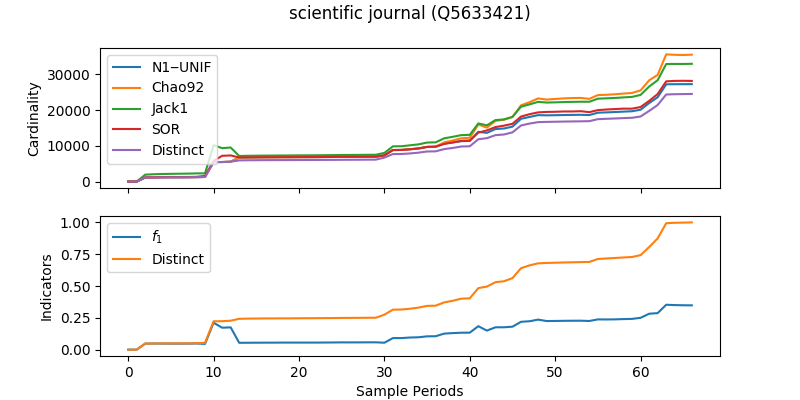 scientific journal (Q5633421)
Cardinality
30000
20000
10000
0
N1−UNIF
Chao92
Jack1
SOR
Distinct
Indicators
1.00
0.75
0.50
0.25
0.00
f1
Distinct
0 10 20 30 40 50 60
Sample Periods